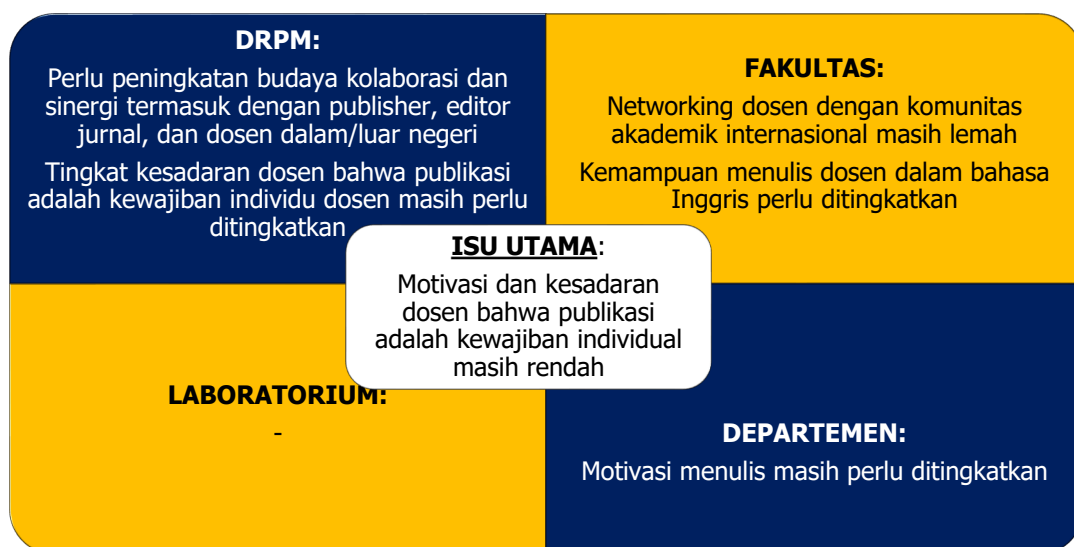 DRPM:
Perlu peningkatan budaya kolaborasi dan
sinergi termasuk dengan publisher, editor
jurnal, dan dosen dalam/luar negeri
Tingkat kesadaran dosen bahwa publikasi
adalah kewajiban individu dosen masih perlu
ditingkatkan
FAKULTAS:
Networking dosen dengan komunitas
akademik internasional masih lemah
Kemampuan menulis dosen dalam bahasa
Inggris perlu ditingkatkan
ISU UTAMA:
Motivasi dan kesadaran
dosen bahwa publikasi
adalah kewajiban individual
masih rendah
LABORATORIUM:
-
DEPARTEMEN:
Motivasi menulis masih perlu ditingkatkan